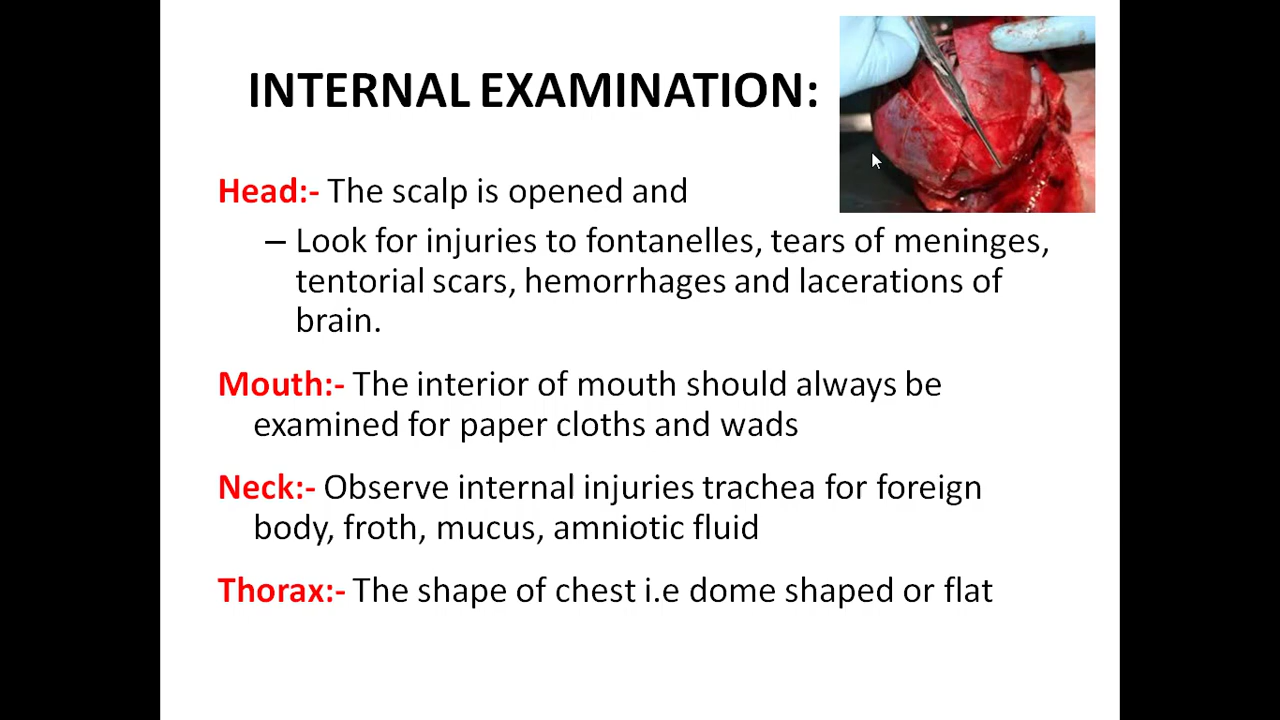 INTERNAL EXAMINATION:
Head:- The scalp is opened and
– Look for injuries to fontanelles, tears of meninges,
tentorial scars, hemorrhages and lacerations of
brain.
Mouth:- The interior of mouth should always be
examined for paper cloths and wads
Neck:- Observe internal injuries trachea for foreign
body, froth, mucus, amniotic fluid
Thorax:- The shape of chest i.e dome shaped or flat